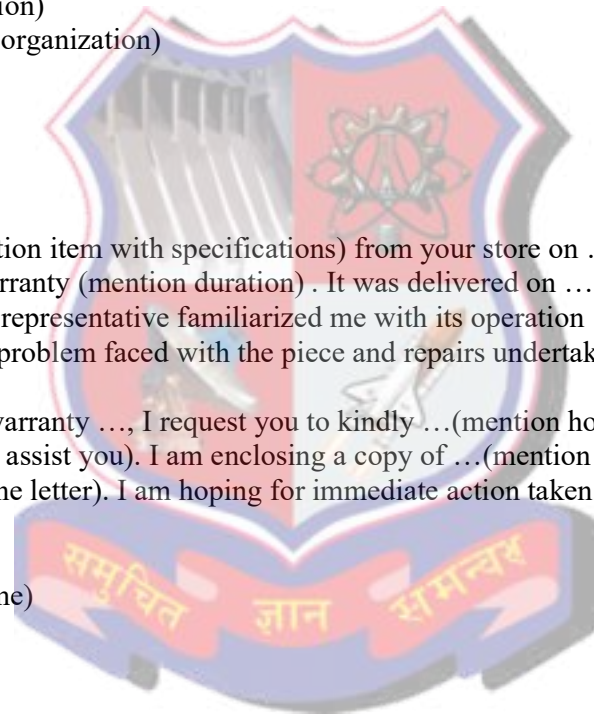 ion)
organization)
tion item with specifications) from your store on .
rranty (mention duration) . It was delivered on …
representative familiarized me with its operation
problem faced with the piece and repairs undertak
warranty …, I request you to kindly …(mention ho
assist you). I am enclosing a copy of …(mention
ne letter). I am hoping for immediate action taken
ne)
समुचित ज्ञान समन्वय